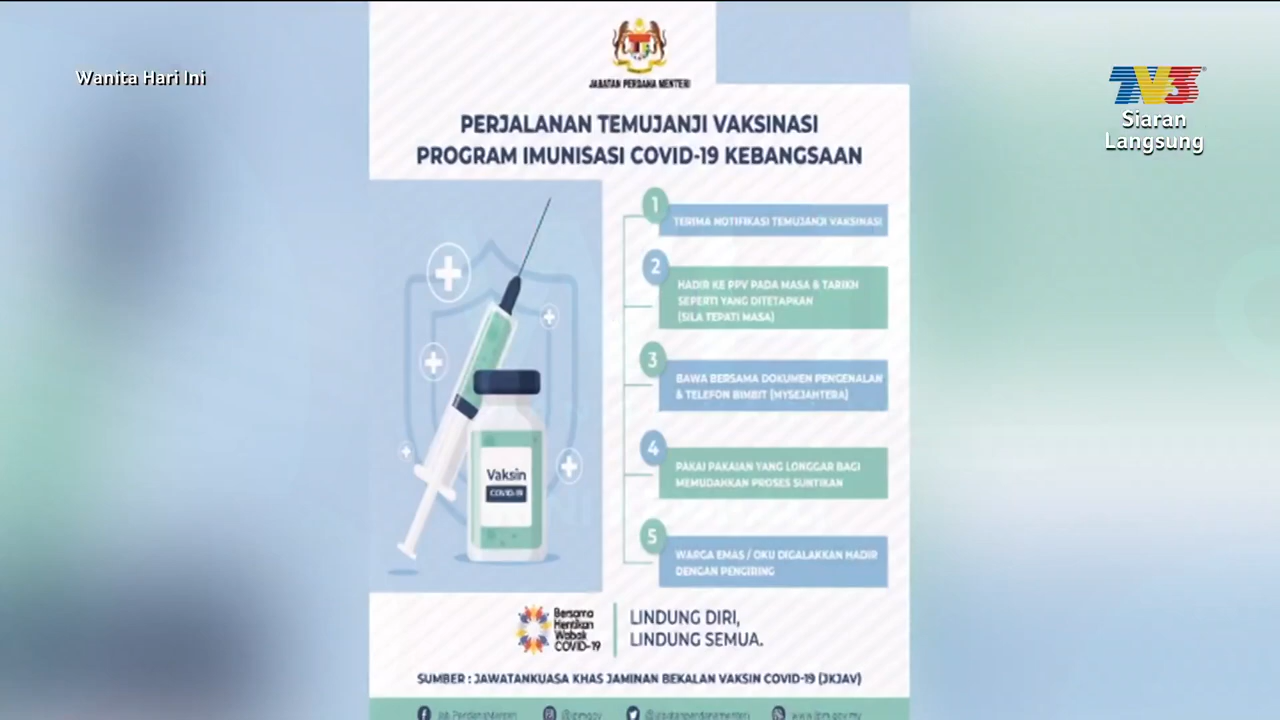 Wanita Hari Ini
TV3
Siaran
Langsung
JABATAN PERDANA MENTERI
PERJALANAN TEMUJANJI VAKSINASI
PROGRAM IMUNISASI COVID-19 KEBANGSAAN
1
TERIMA NOTIFIKASI TEMUJANJI VAKSINASI
2
HADIR KE PPV PADA MASA & TARIKH
SEPERTI YANG DITETAPKAN
(SILA TEPATI MASA)
3
BAWA BERSAMA DOKUMEN PENGENALAN
& TELEFON BIMBIT (MYSEJAHTERA)
4
PAKAI PAKAIAN YANG LONGGAR BAGI
MEMUDAHKAN PROSES SUNTIKAN
5
WARGA EMAS / OKU DIGALAKKAN HADIR
DENGAN PENGIRING
Vaksin
COVID-19
Bersama
Hentikan
Wabak
COVID-19
LINDUNG DIRI,
LINDUNG SEMUA.
SUMBER : JAWATANKUASA KHAS JAMINAN BEKALAN VAKSIN COVID-19 (JKJAV)